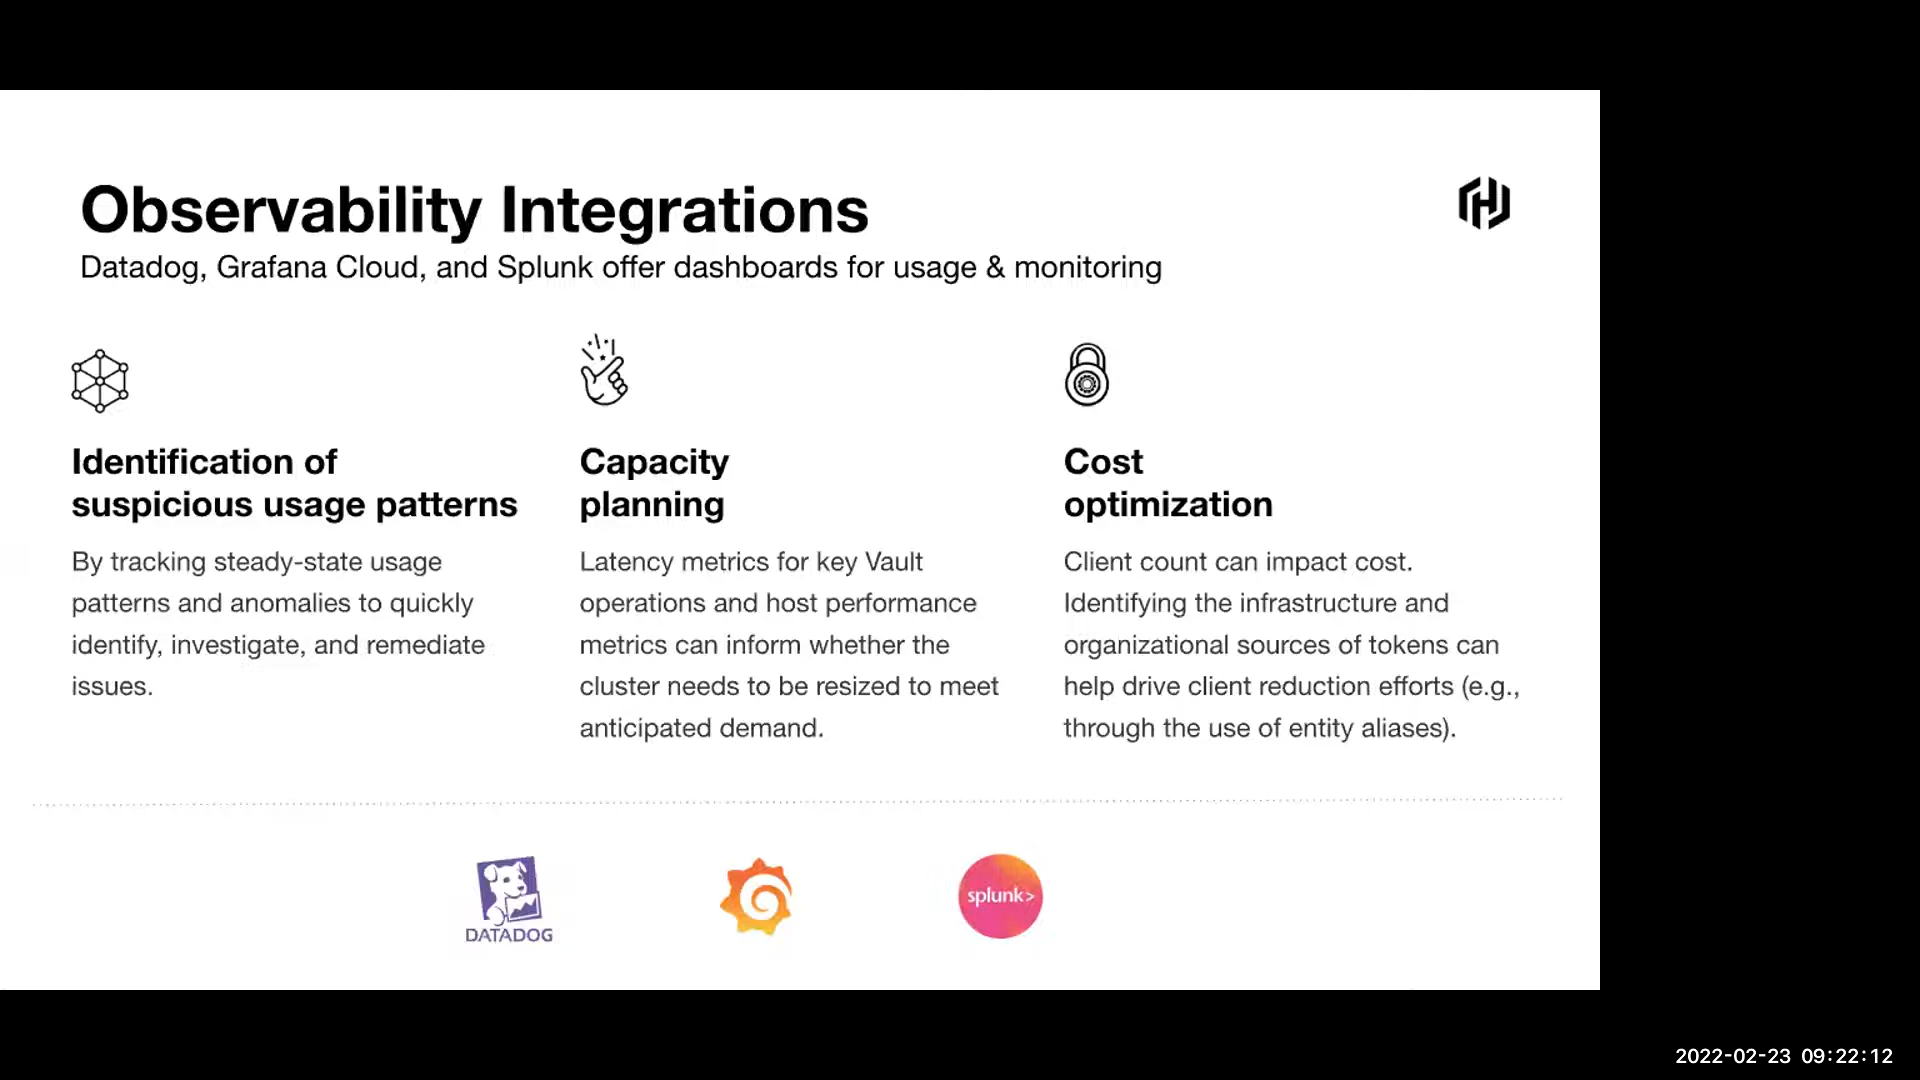 Observability Integrations
Datadog, Grafana Cloud, and Splunk offer dashboards for usage & monitoring
Identification of
suspicious usage patterns
By tracking steady-state usage
patterns and anomalies to quickly
identify, investigate, and remediate
issues.
Capacity
planning
Latency metrics for key Vault
operations and host performance
metrics can inform whether the
cluster needs to be resized to meet
anticipated demand.
Cost
optimization
Client count can impact cost.
Identifying the infrastructure and
organizational sources of tokens can
help drive client reduction efforts (e.g.,
through the use of entity aliases).
DATADOG
splunk>
2022-02-23 09:22:12